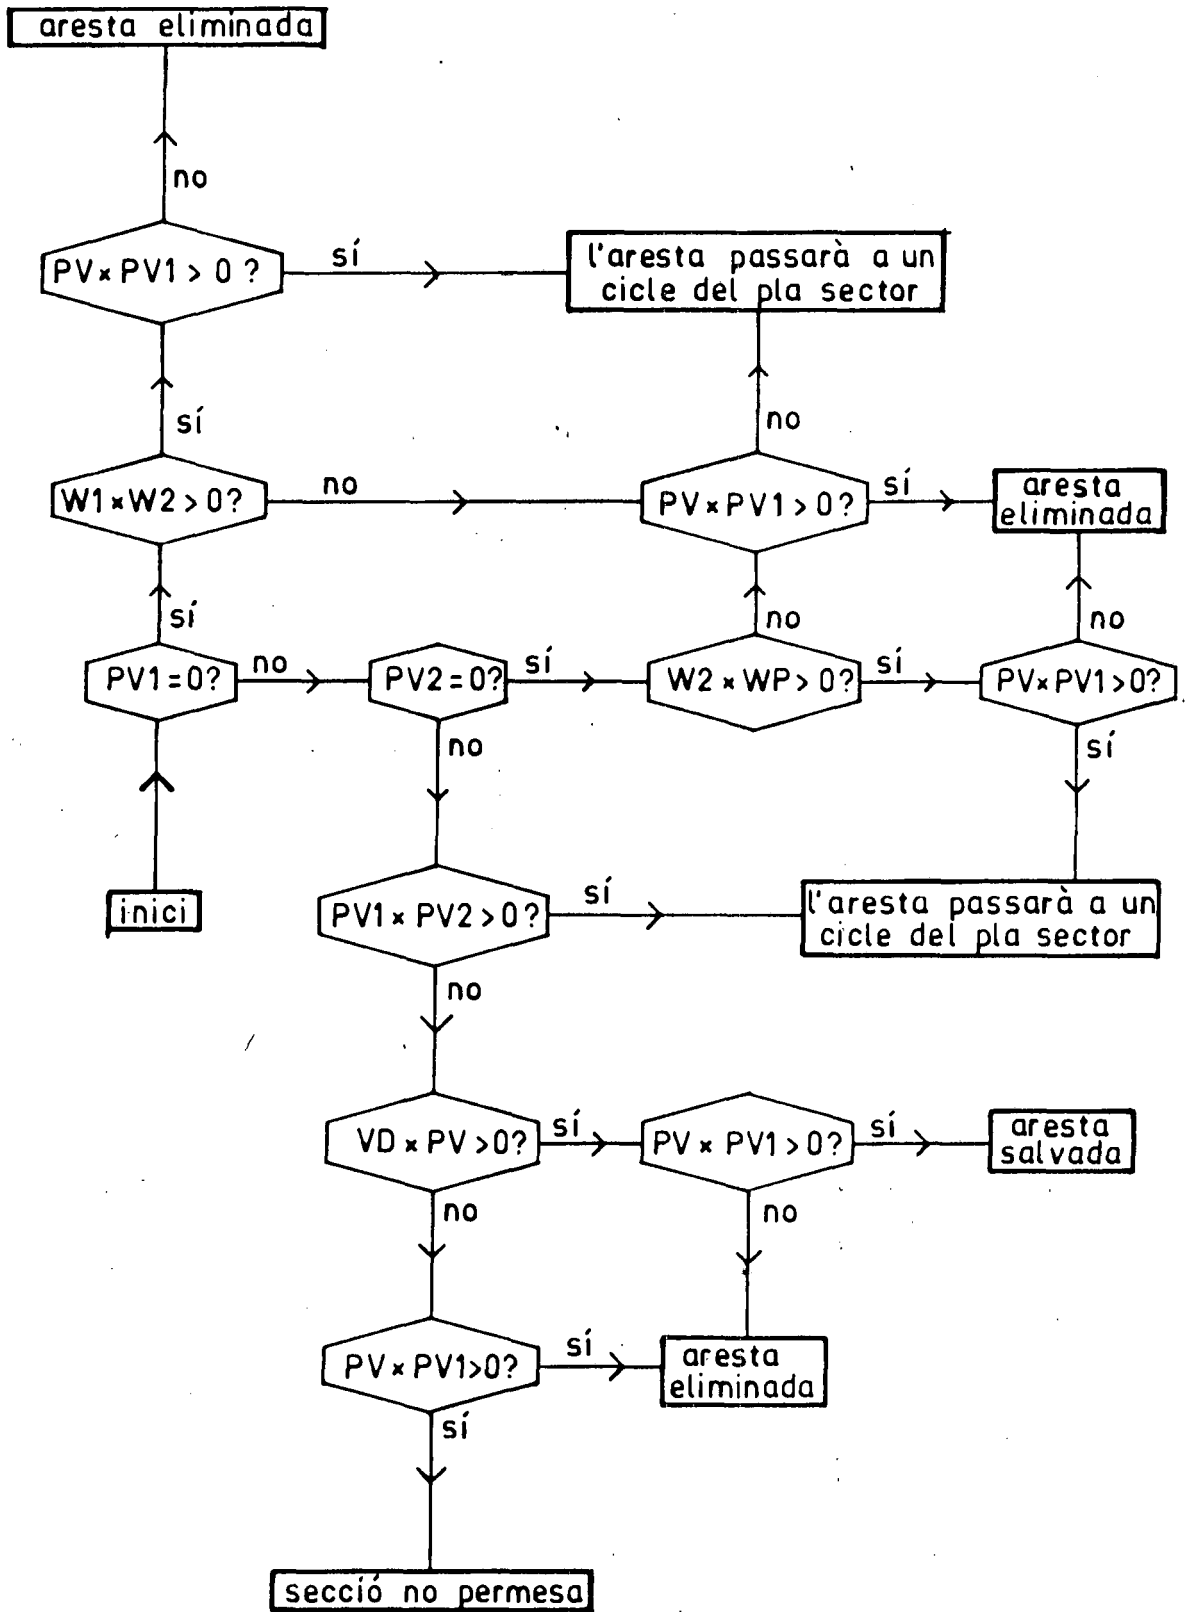 aresta eliminada
no
PV × PV1 > 0 ?
sí
l'aresta passarà a un
cicle del pla sector
sí
no
W1 × W2 > 0?
no
PV × PV1 > 0?
sí
aresta
eliminada
sí
no
no
PV1 = 0?
no
PV2 = 0?
sí
W2 × WP > 0?
sí
PV × PV1 > 0?
no
sí
inici
PV1 × PV2 > 0?
sí
l'aresta passarà a un
cicle del pla sector
no
VD × PV > 0?
sí
PV × PV1 > 0?
sí
aresta
salvada
no
no
PV × PV1 > 0?
sí
aresta
eliminada
sí
secció no permesa